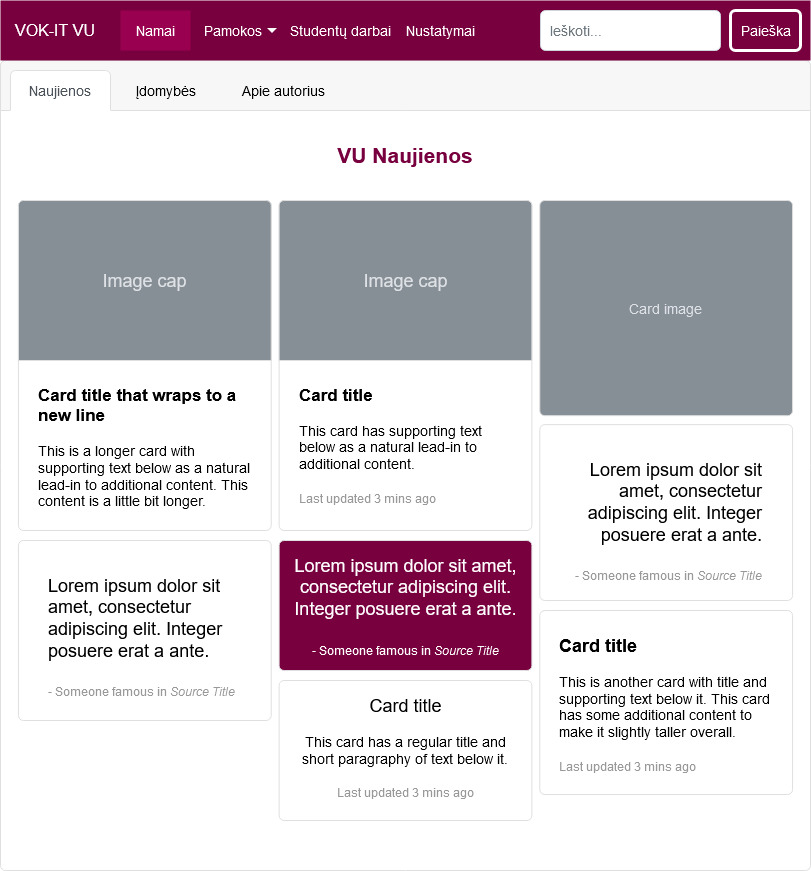 VOK-IT VU
Namai
Pamokos
Studentų darbai
Nustatymai
Ieškoti...
Paieška
Naujienos
Įdomybės
Apie autorius
VU Naujienos
Image cap
Card title that wraps to a
new line
This is a longer card with
supporting text below as a natural
lead-in to additional content. This
content is a little bit longer.
Lorem ipsum dolor sit
amet, consectetur
adipiscing elit. Integer
posuere erat a ante.
- Someone famous in Source Title
Image cap
Card title
This card has supporting text
below as a natural lead-in to
additional content.
Last updated 3 mins ago
Lorem ipsum dolor sit amet,
consectetur adipiscing elit.
Integer posuere erat a ante.
- Someone famous in Source Title
Card title
This card has a regular title and
short paragraphy of text below it.
Last updated 3 mins ago
Card image
Lorem ipsum dolor sit
amet, consectetur
adipiscing elit. Integer
posuere erat a ante.
- Someone famous in Source Title
Card title
This is another card with title and
supporting text below it. This card
has some additional content to
make it slightly taller overall.
Last updated 3 mins ago